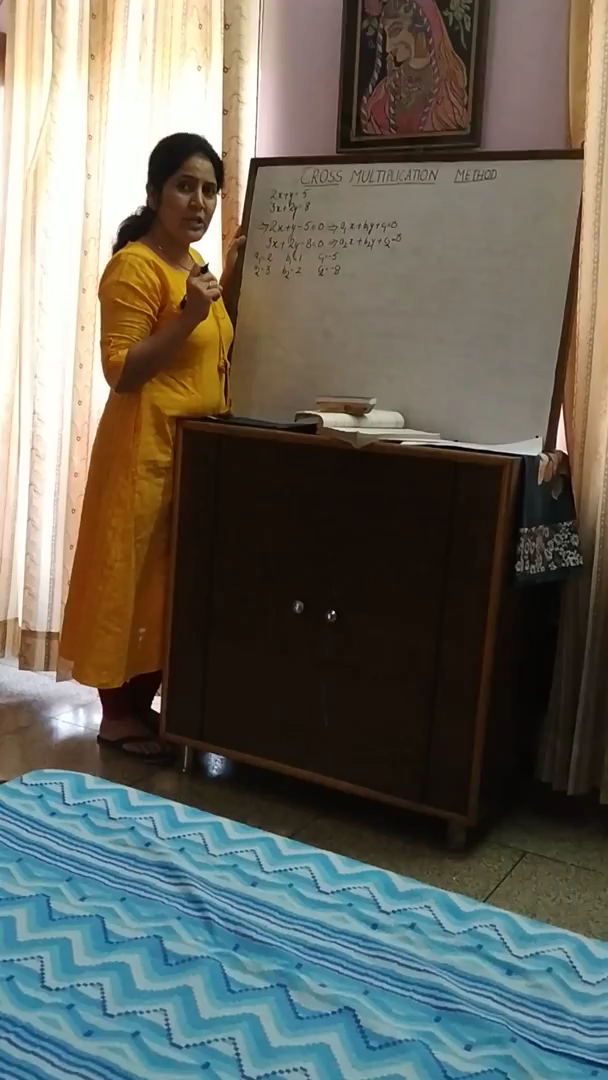 CROSS MULTIPLICATION METHOD
2x+y=5
3x+2y=8
⇒2x+y-5=0 ⇒a₁x+b₁y+c₁=0
3x+2y-8=0 ⇒a₂x+b₂y+c₂=0
a₁=2 b₁=1 c₁=-5
a₂=3 b₂=2 c₂=-8